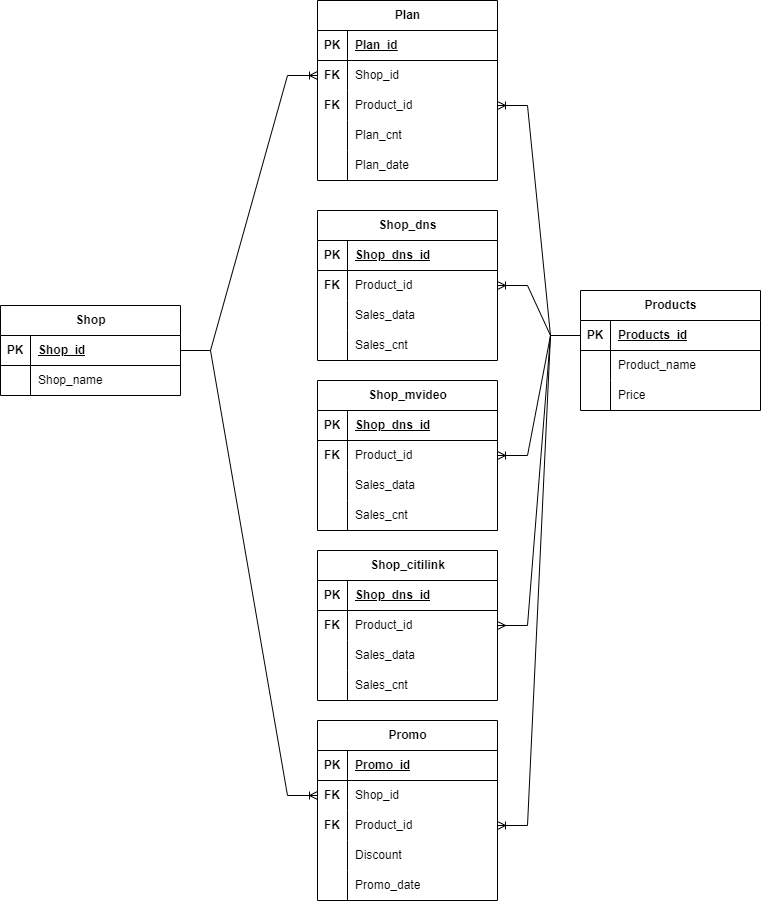 Plan
PK Plan_id
FK Shop_id
FK Product_id
Plan_cnt
Plan_date
Shop_dns
PK Shop_dns_id
FK Product_id
Sales_data
Sales_cnt
Shop
PK Shop_id
Shop_name
Products
PK Products_id
Product_name
Price
Shop_mvideo
PK Shop_dns_id
FK Product_id
Sales_data
Sales_cnt
Shop_citilink
PK Shop_dns_id
FK Product_id
Sales_data
Sales_cnt
Promo
PK Promo_id
FK Shop_id
FK Product_id
Discount
Promo_date